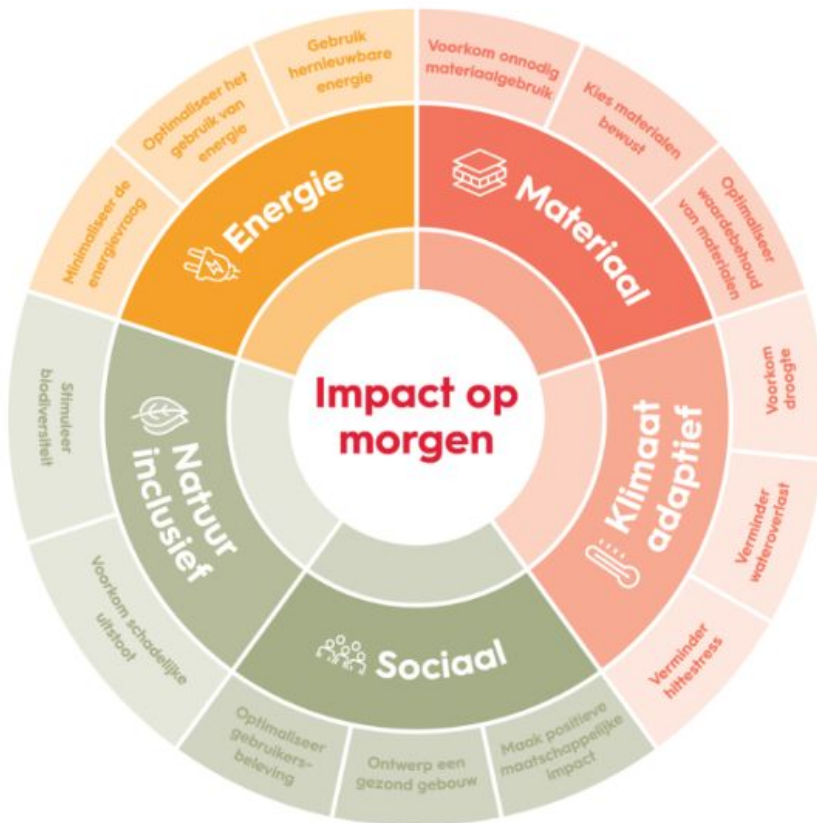 Impact op
morgen
Energie
Minimaliseer de
energievraag
Optimaliseer het
gebruik van
energie
Gebruik
hernieuwbare
energie
Materiaal
Voorkom onnodig
materiaalgebruik
Kies materialen
bewust
Optimaliseer
waardebehoud
van materialen
Klimaat
adaptief
Voorkom
droogte
Verminder
wateroverlast
Verminder
hittestress
Sociaal
Maak positieve
maatschappelijke
impact
Ontwerp een
gezond gebouw
Optimaliseer
gebruikers-
beleving
Natuur
inclusief
Voorkom schadelijke
uitstoot
Stimuleer
biodiversiteit